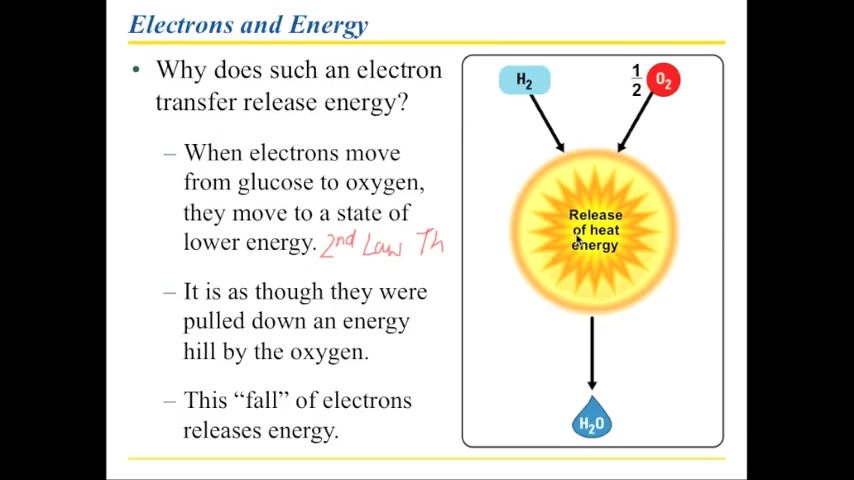 Electrons and Energy
• Why does such an electron
transfer release energy?
– When electrons move
from glucose to oxygen,
they move to a state of
lower energy. 2nd Law Th
– It is as though they were
pulled down an energy
hill by the oxygen.
– This “fall” of electrons
releases energy.
H₂
1/2 O₂
Release
of heat
energy
H₂O